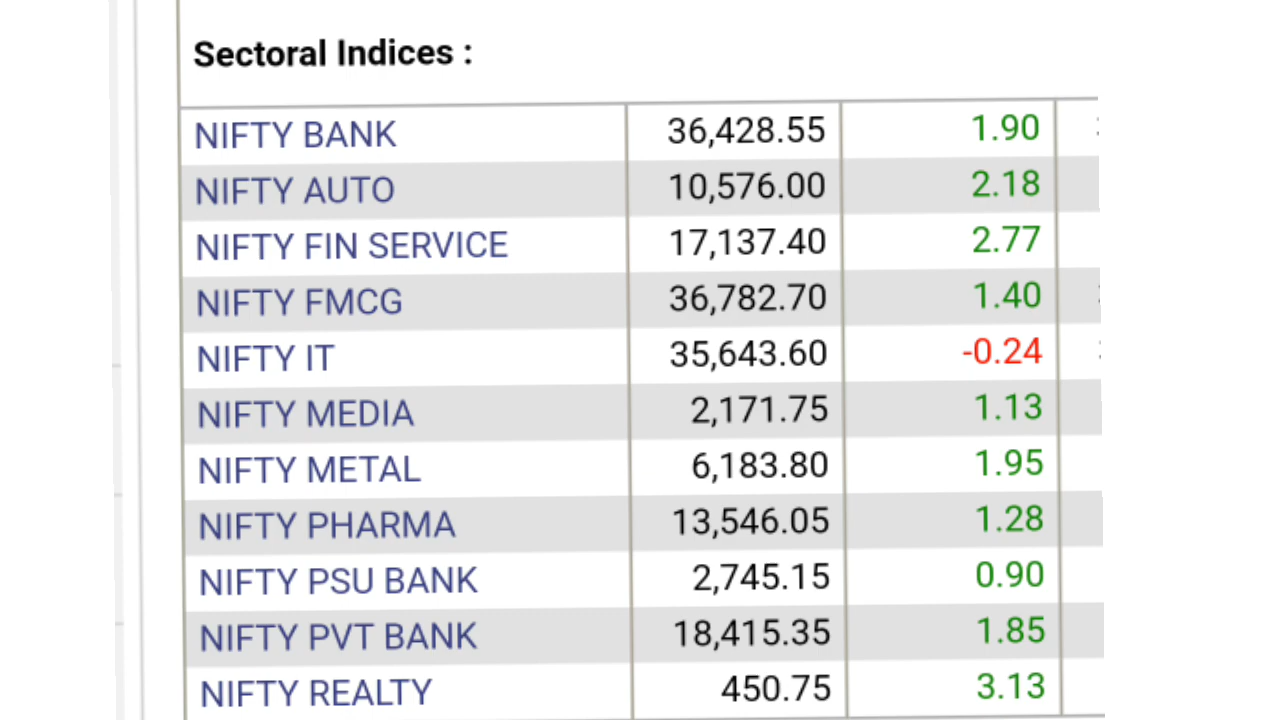 Sectoral Indices :
NIFTY BANK 36,428.55 1.90
NIFTY AUTO 10,576.00 2.18
NIFTY FIN SERVICE 17,137.40 2.77
NIFTY FMCG 36,782.70 1.40
NIFTY IT 35,643.60 -0.24
NIFTY MEDIA 2,171.75 1.13
NIFTY METAL 6,183.80 1.95
NIFTY PHARMA 13,546.05 1.28
NIFTY PSU BANK 2,745.15 0.90
NIFTY PVT BANK 18,415.35 1.85
NIFTY REALTY 450.75 3.13